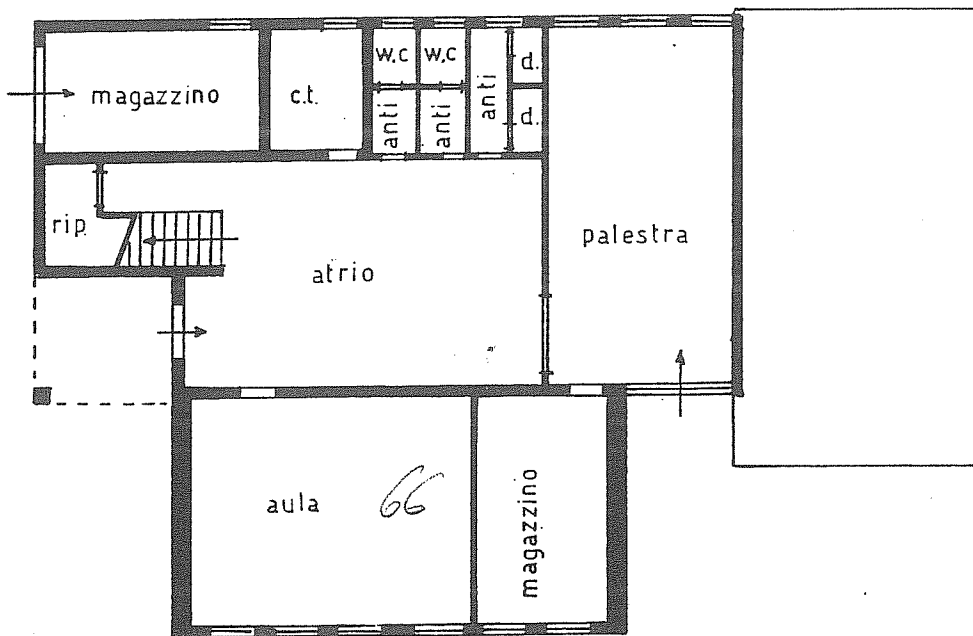 w.c
w.c
d.
magazzino
c.t.
anti
anti
anti
d.
rip.
palestra
atrio
aula
66
magazzino